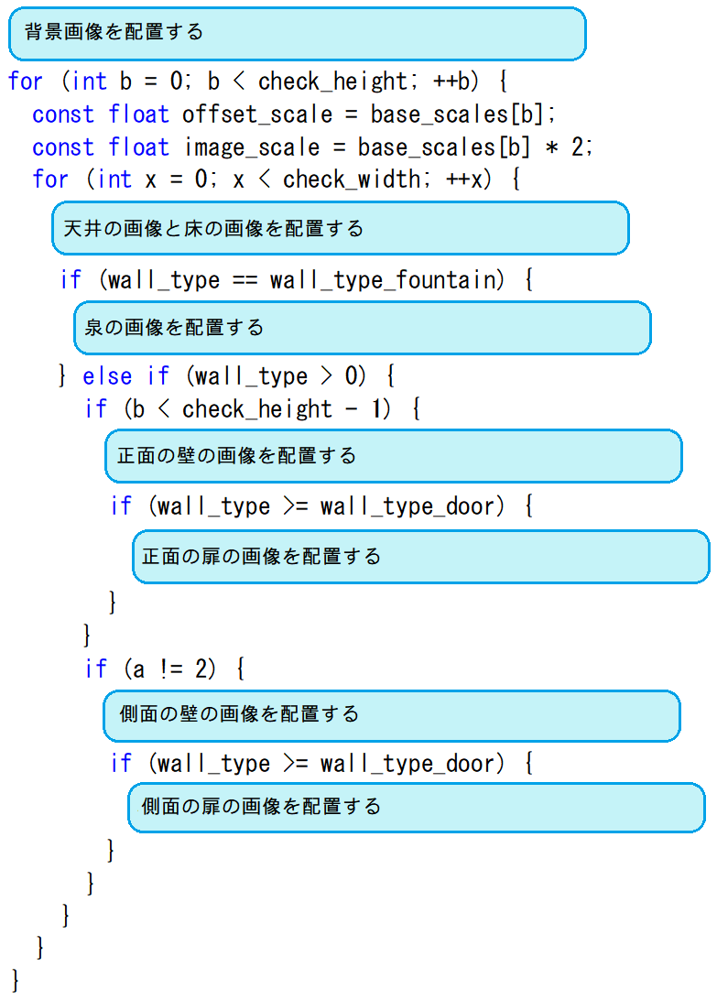 背景画像を配置する
for (int b = 0; b < check_height; ++b) {
  const float offset_scale = base_scales[b];
  const float image_scale = base_scales[b] * 2;
  for (int x = 0; x < check_width; ++x) {
    天井の画像と床の画像を配置する
    if (wall_type == wall_type_fountain) {
      泉の画像を配置する
    } else if (wall_type > 0) {
      if (b < check_height - 1) {
        正面の壁の画像を配置する
        if (wall_type >= wall_type_door) {
          正面の扉の画像を配置する
        }
      }
      if (a != 2) {
        側面の壁の画像を配置する
        if (wall_type >= wall_type_door) {
          側面の扉の画像を配置する
        }
      }
    }
  }
}